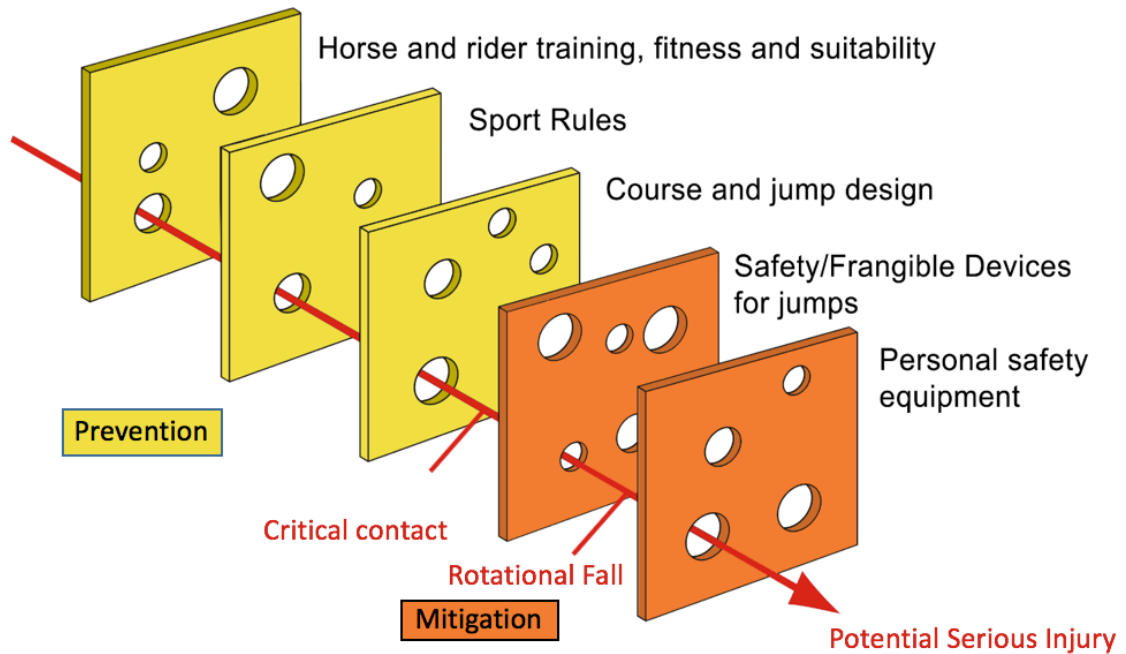 Horse and rider training, fitness and suitability
Sport Rules
Course and jump design
Safety/Frangible Devices
for jumps
Personal safety
equipment
Prevention
Critical contact
Rotational Fall
Mitigation
Potential Serious Injury